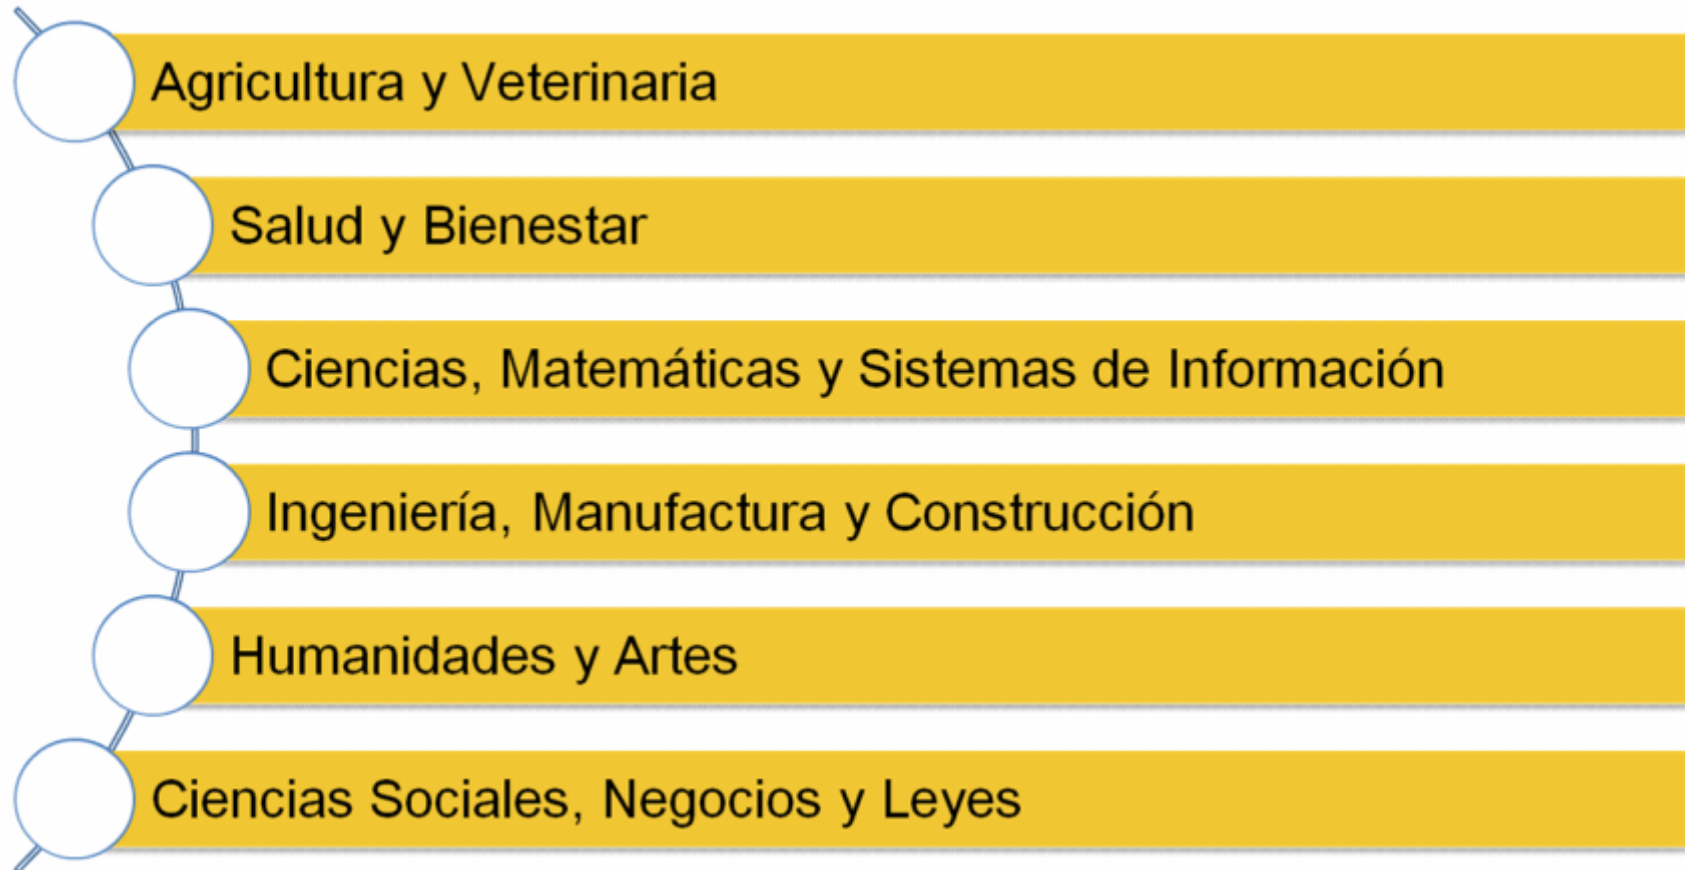 Agricultura y Veterinaria
Salud y Bienestar
Ciencias, Matemáticas y Sistemas de Información
Ingeniería, Manufactura y Construcción
Humanidades y Artes
Ciencias Sociales, Negocios y Leyes